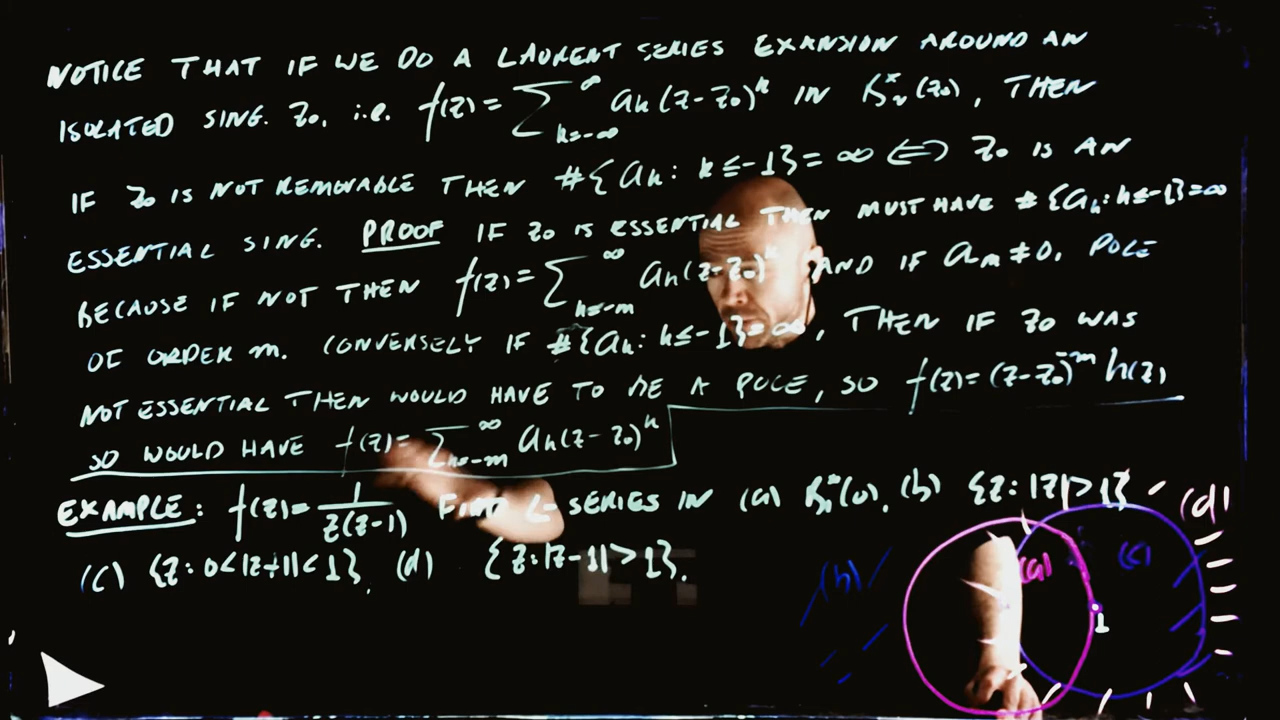 NOTICE THAT IF WE DO A LAURENT SERIES EXANSION AROUND AN
ISOLATED SING. z₀, i.e. f(z) = ∑_{k=-∞}^{∞} a_k (z-z₀)^k IN B_r^*(z₀), THEN
IF z₀ IS NOT REMOVABLE THEN #{a_k : k ≤ -1} = ∞ ⟺ z₀ IS AN
ESSENTIAL SING. PROOF IF z₀ IS ESSENTIAL THEN MUST HAVE #{a_k : k ≤ -1} = ∞
BECAUSE IF NOT THEN f(z) = ∑_{k=-m}^{∞} a_k (z-z₀)^k AND IF a_m ≠ 0, POLE
OF ORDER m. CONVERSELY IF #{a_k : k ≤ -1} = ∞, THEN IF z₀ WAS
NOT ESSENTIAL THEN WOULD HAVE TO BE A POLE, SO f(z) = (z-z₀)^{-m} h(z)
SO WOULD HAVE f(z) = ∑_{k=-m}^{∞} a_k (z-z₀)^k
EXAMPLE: f(z) = 1/(z(z-1)) FIND L-SERIES IN (a) B_1^*(0), (b) {z : |z| > 1}
(c) {z : 0 < |z+1| < 1}, (d) {z : |z-1| > 1}.
(d)
(a) (c)
(b)
1